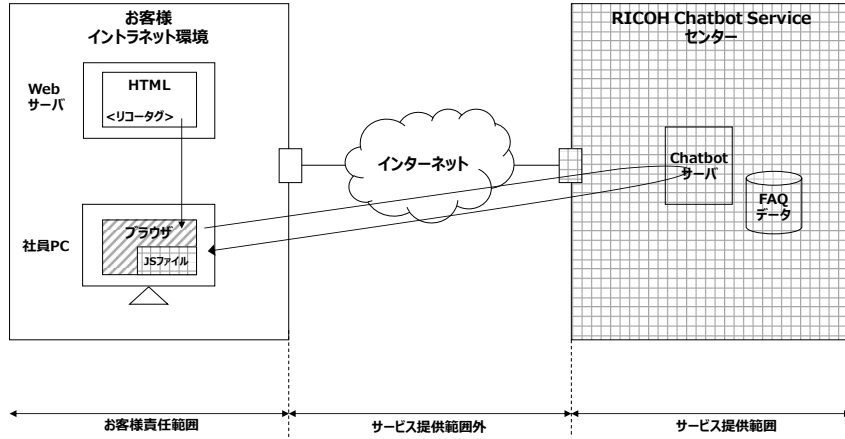 お客様
イントラネット環境
Web
サーバ
HTML
<リコータグ>
社員PC
ブラウザ
JSファイル
インターネット
RICOH Chatbot Service
センター
Chatbot
サーバ
FAQ
データ
お客様責任範囲
サービス提供範囲外
サービス提供範囲